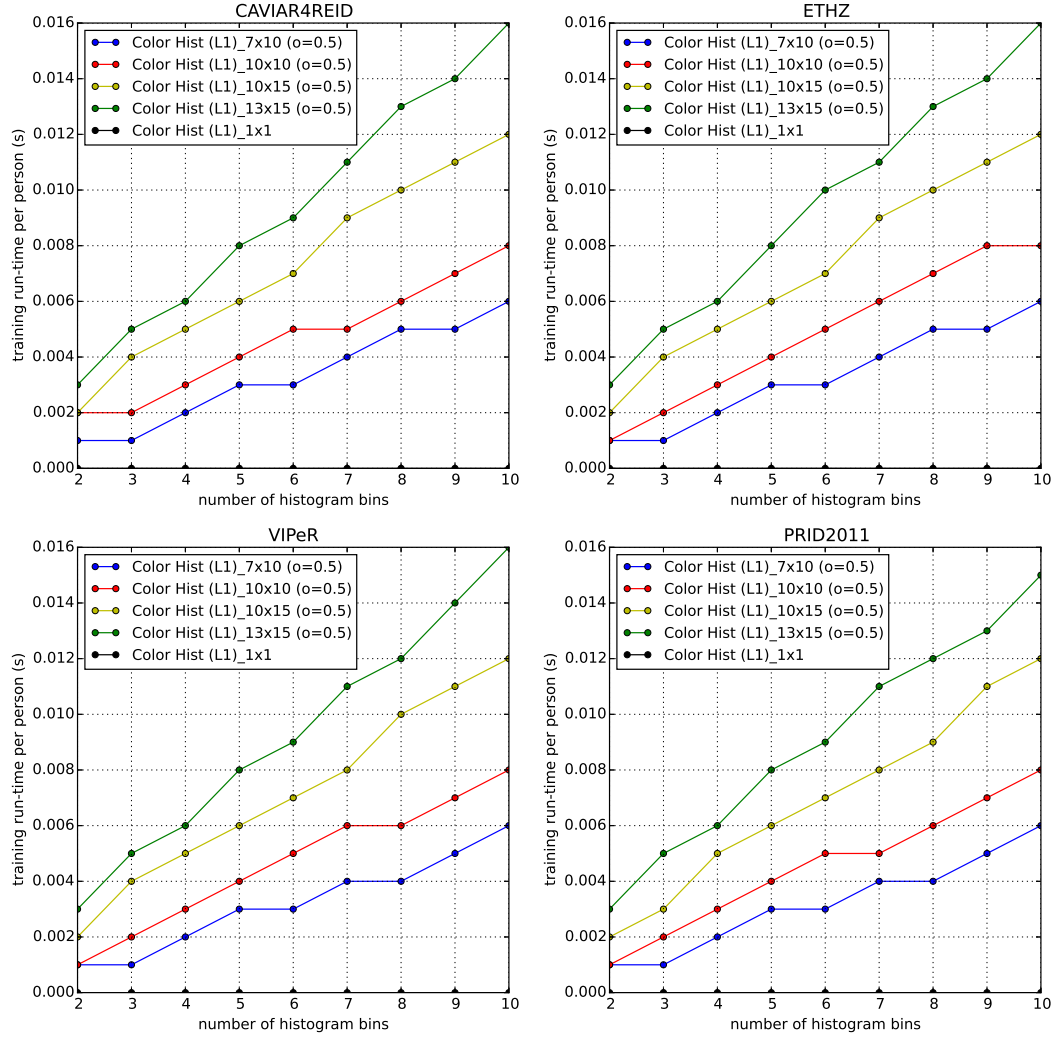 CAVIAR4REID
0.016
0.014
0.012
0.010
0.008
0.006
0.004
0.002
0.000
training run-time per person (s)
Color Hist (L1)_7x10 (o=0.5)
Color Hist (L1)_10x10 (o=0.5)
Color Hist (L1)_10x15 (o=0.5)
Color Hist (L1)_13x15 (o=0.5)
Color Hist (L1)_1x1
2 3 4 5 6 7 8 9 10
number of histogram bins
ETHZ
0.016
0.014
0.012
0.010
0.008
0.006
0.004
0.002
0.000
training run-time per person (s)
Color Hist (L1)_7x10 (o=0.5)
Color Hist (L1)_10x10 (o=0.5)
Color Hist (L1)_10x15 (o=0.5)
Color Hist (L1)_13x15 (o=0.5)
Color Hist (L1)_1x1
2 3 4 5 6 7 8 9 10
number of histogram bins
VIPeR
0.016
0.014
0.012
0.010
0.008
0.006
0.004
0.002
0.000
training run-time per person (s)
Color Hist (L1)_7x10 (o=0.5)
Color Hist (L1)_10x10 (o=0.5)
Color Hist (L1)_10x15 (o=0.5)
Color Hist (L1)_13x15 (o=0.5)
Color Hist (L1)_1x1
2 3 4 5 6 7 8 9 10
number of histogram bins
PRID2011
0.016
0.014
0.012
0.010
0.008
0.006
0.004
0.002
0.000
training run-time per person (s)
Color Hist (L1)_7x10 (o=0.5)
Color Hist (L1)_10x10 (o=0.5)
Color Hist (L1)_10x15 (o=0.5)
Color Hist (L1)_13x15 (o=0.5)
Color Hist (L1)_1x1
2 3 4 5 6 7 8 9 10
number of histogram bins